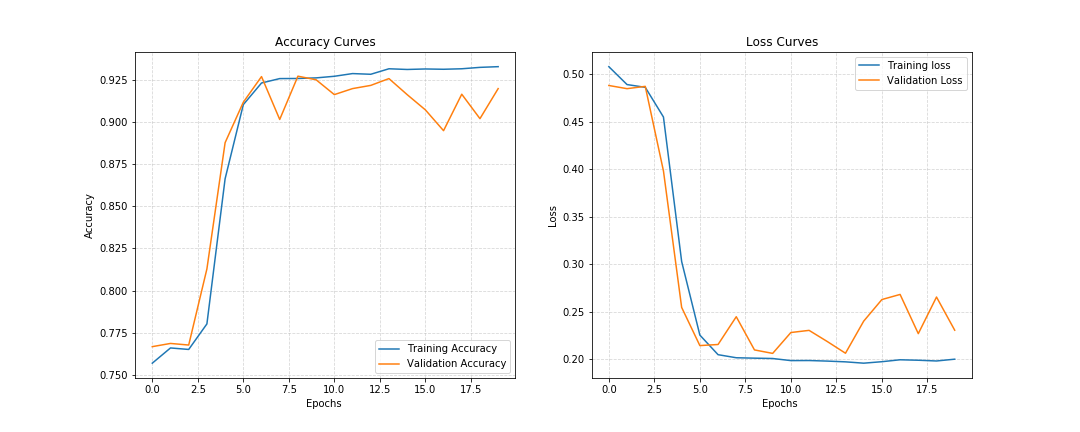 Accuracy Curves
Accuracy
0.925
0.900
0.875
0.850
0.825
0.800
0.775
0.750
0.0 2.5 5.0 7.5 10.0 12.5 15.0 17.5
Epochs
Training Accuracy
Validation Accuracy
Loss Curves
Loss
0.50
0.45
0.40
0.35
0.30
0.25
0.20
0.0 2.5 5.0 7.5 10.0 12.5 15.0 17.5
Epochs
Training loss
Validation Loss